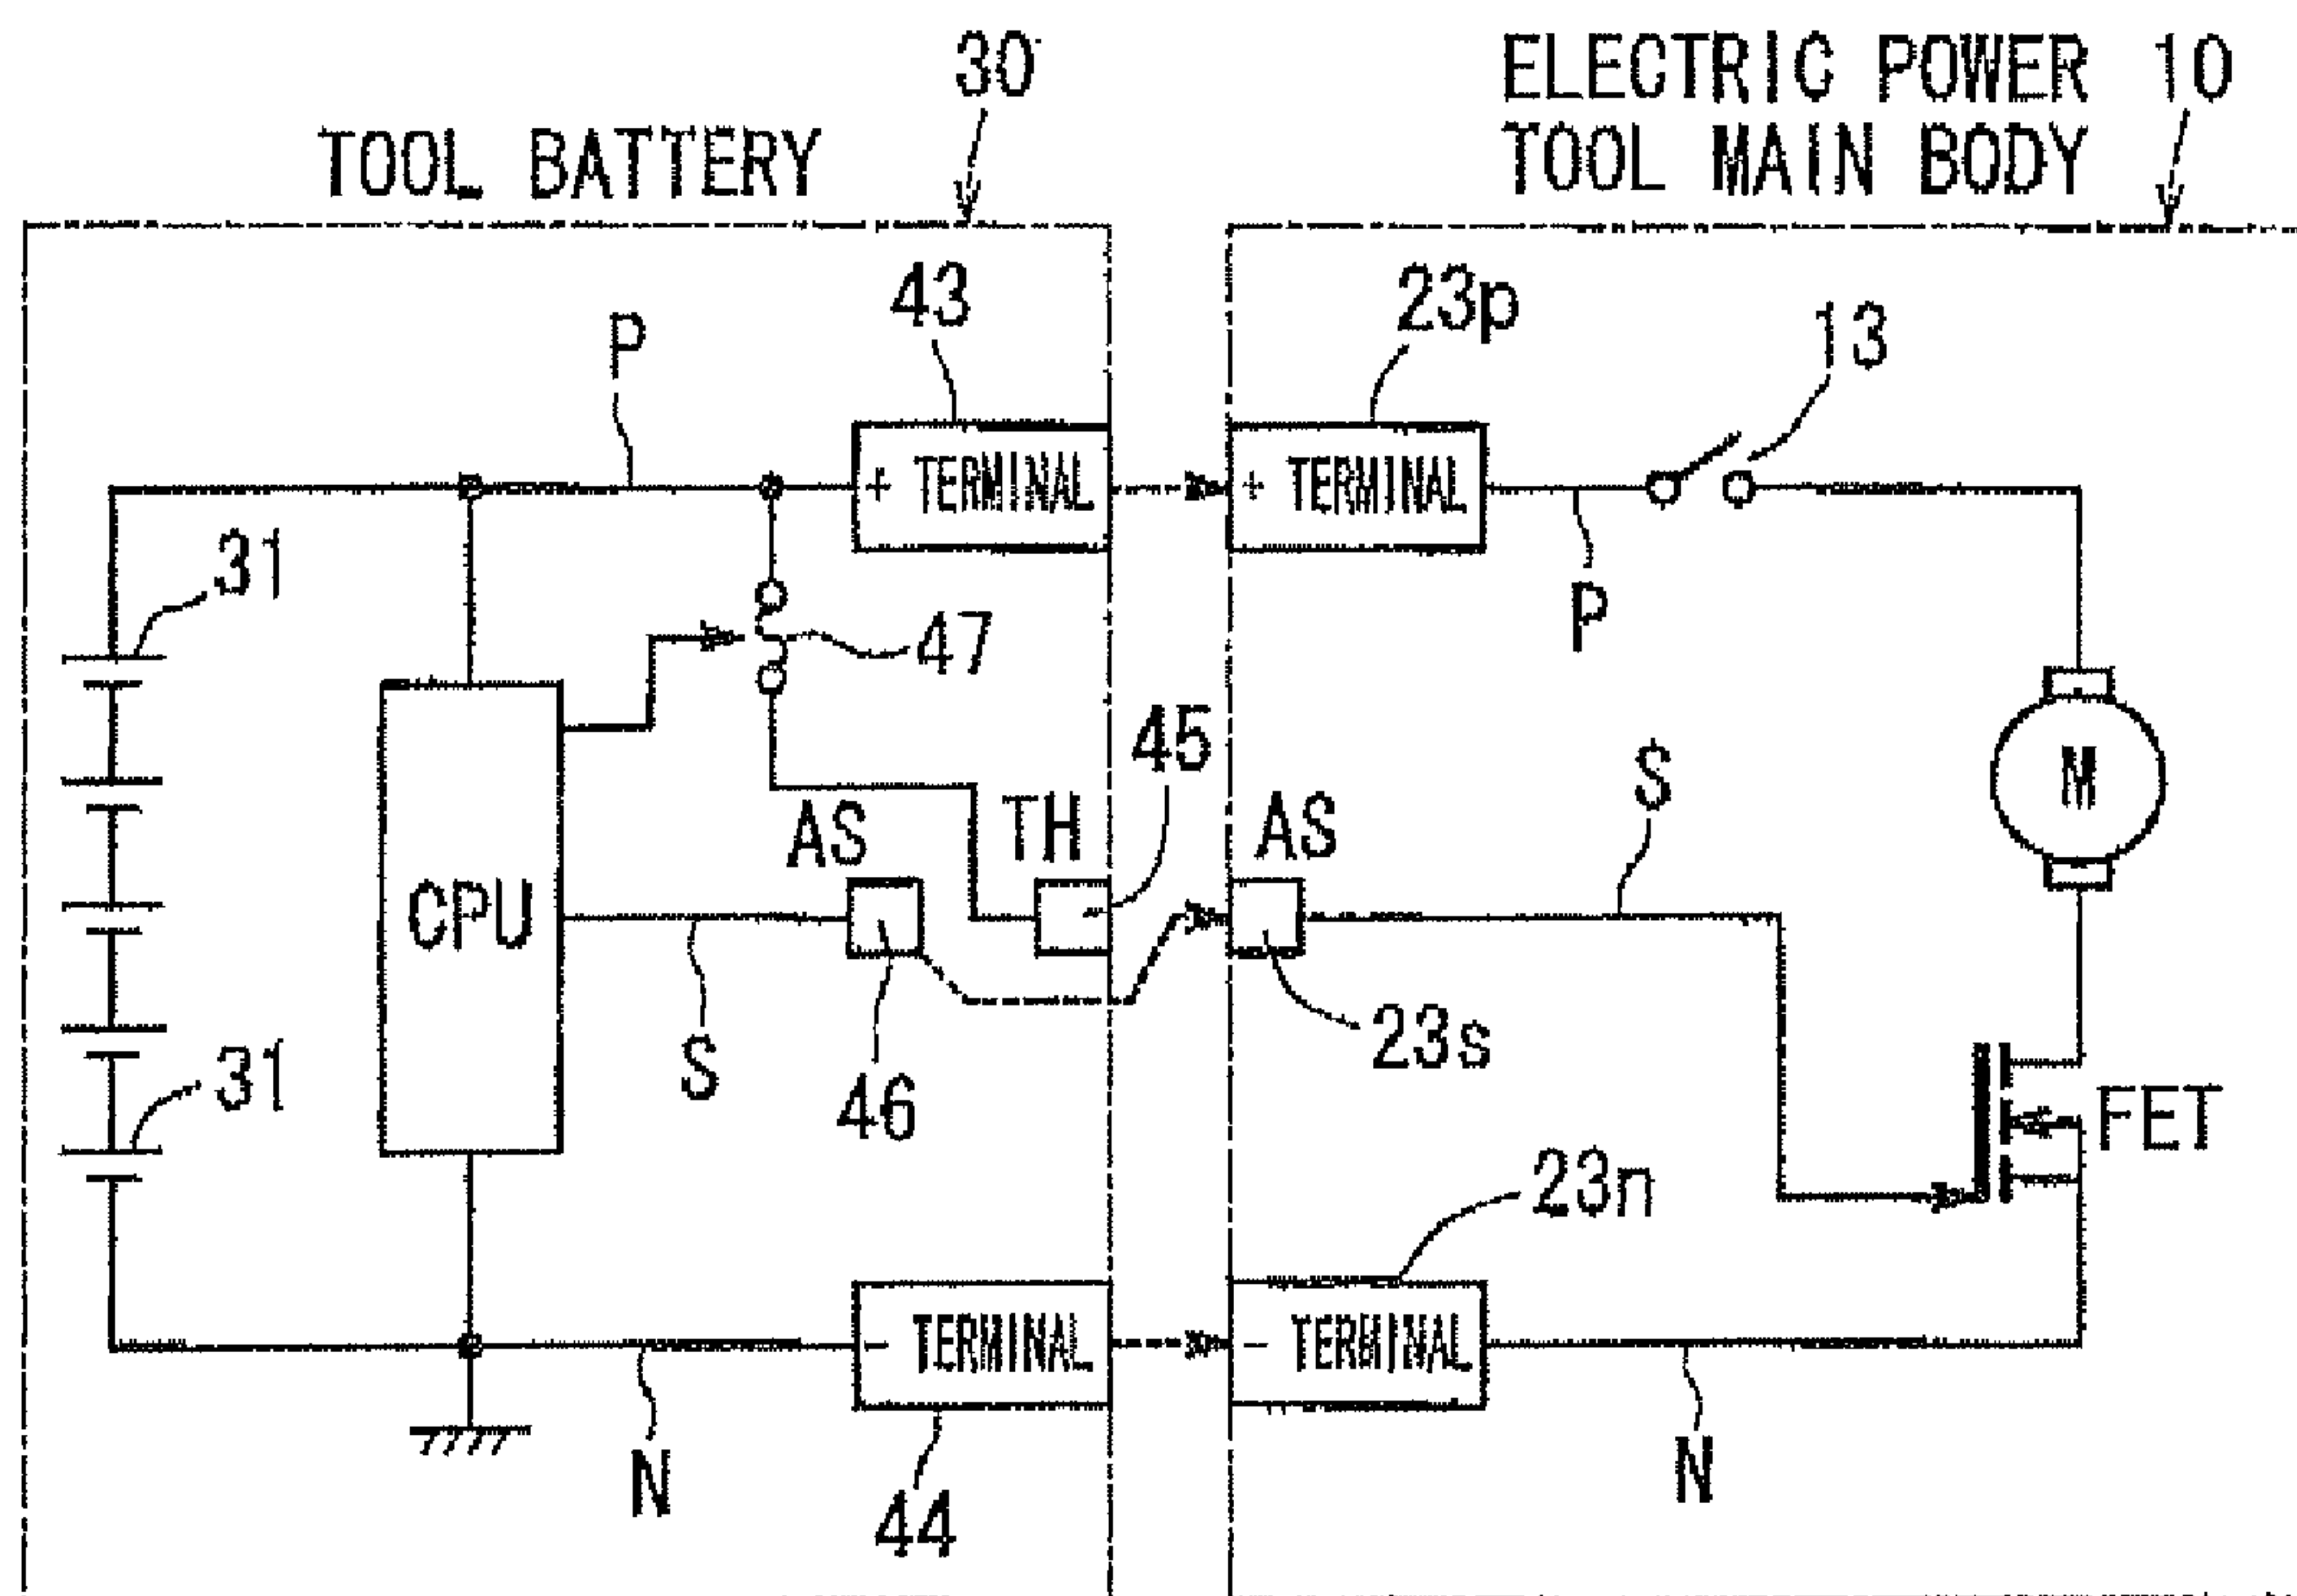 30
ELECTRIC POWER 10
TOOL BATTERY
TOOL MAIN BODY
43
23p
13
P
+ TERMINAL
+ TERMINAL
P
31
47
45
S
M
AS
TH
AS
CPU
46
S
23s
31
FET
23n
- TERMINAL
- TERMINAL
N
44
N